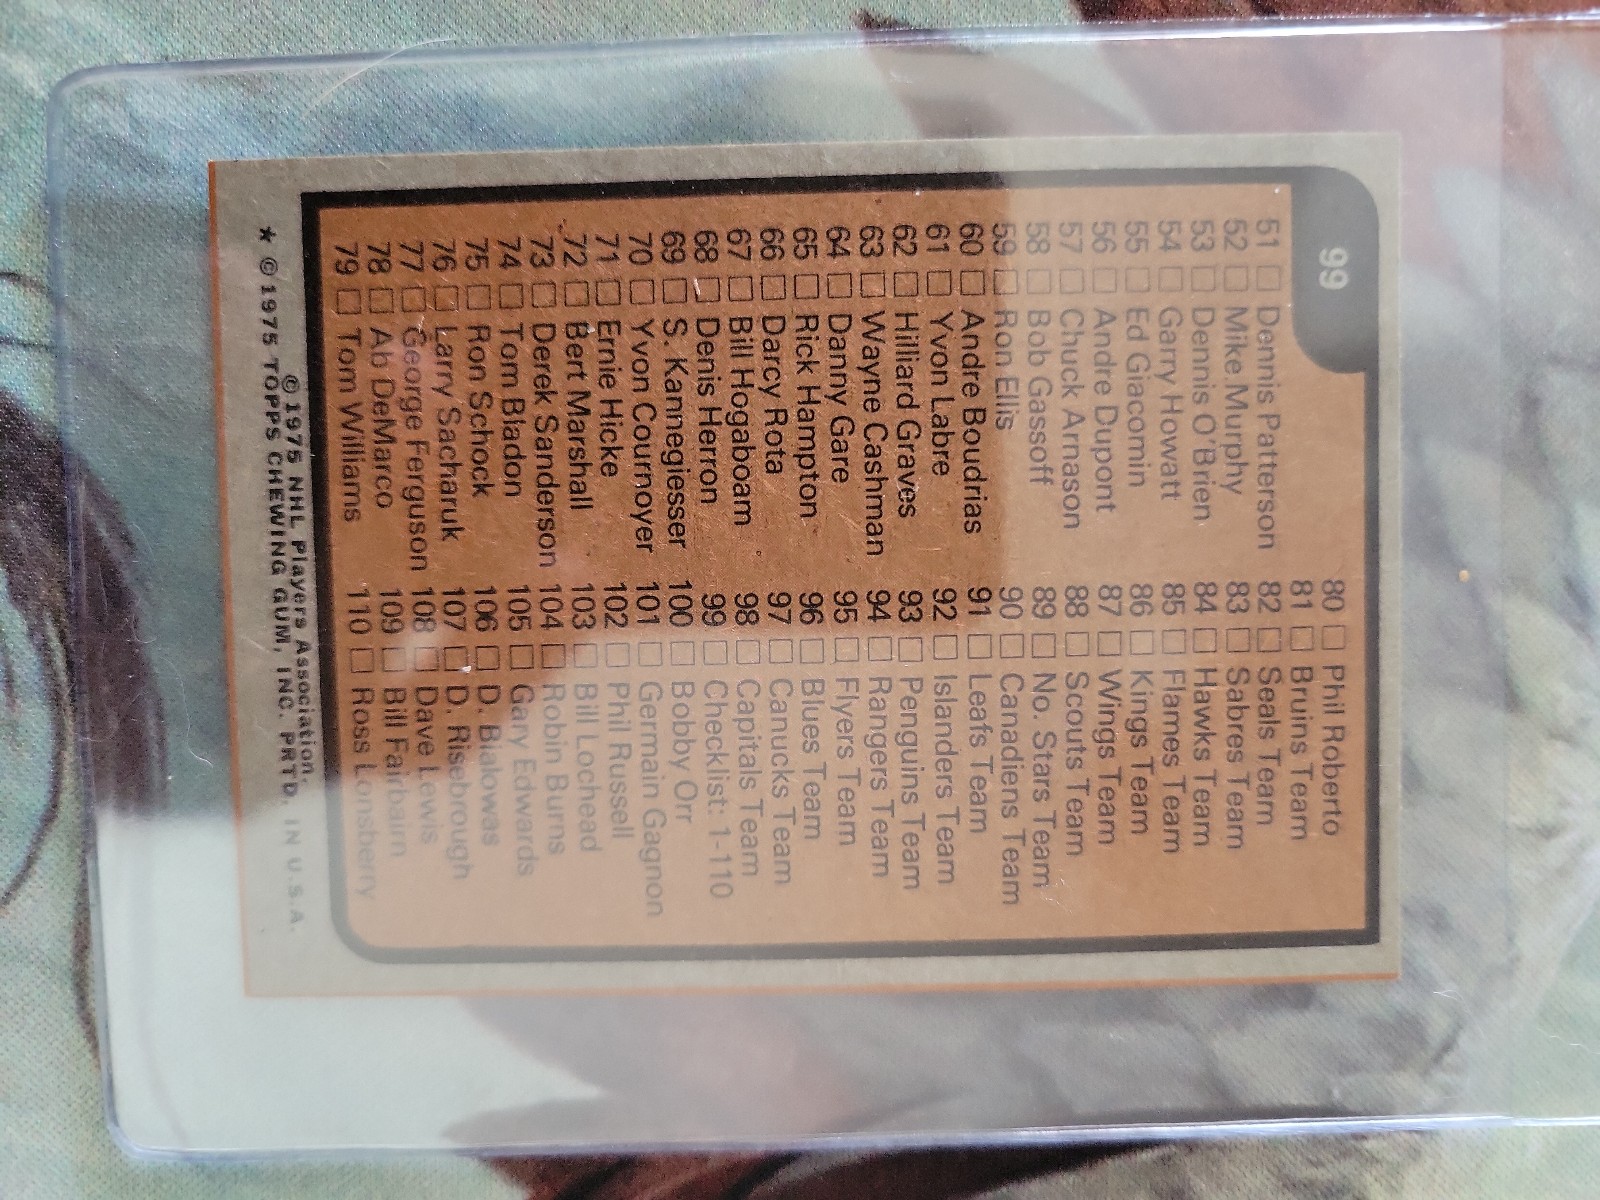 99
51 Dennis Patterson
52 Mike Murphy
53 Dennis O'Brien
54 Garry Howatt
55 Ed Giacomin
56 Andre Dupont
57 Chuck Arnason
58 Bob Gassoff
59 Ron Ellis
60 Andre Boudrias
61 Yvon Labre
62 Hilliard Graves
63 Wayne Cashman
64 Danny Gare
65 Rick Hampton
66 Darcy Rota
67 Bill Hogaboam
68 Denis Herron
69 S. Kannegiesser
70 Yvon Cournoyer
71 Ernie Hicke
72 Bert Marshall
73 Derek Sanderson
74 Tom Bladon
75 Ron Schock
76 Larry Sacharuk
77 George Ferguson
78 Ab DeMarco
79 Tom Williams
80 Phil Roberto
81 Bruins Team
82 Seals Team
83 Sabres Team
84 Hawks Team
85 Flames Team
86 Kings Team
87 Wings Team
88 Scouts Team
89 No. Stars Team
90 Canadiens Team
91 Leafs Team
92 Islanders Team
93 Penguins Team
94 Rangers Team
95 Flyers Team
96 Blues Team
97 Canucks Team
98 Capitals Team
99 Checklist: 1-110
100 Bobby Orr
101 Germain Gagnon
102 Phil Russell
103 Bill Lochead
104 Robin Burns
105 Gary Edwards
106 D. Bialowas
107 D. Risebrough
108 Dave Lewis
109 Bill Fairbairn
110 Ross Lonsberry
© 1975 NHL Players Association.
★ ©1975 TOPPS CHEWING GUM, INC. PRTD. IN U.S.A.